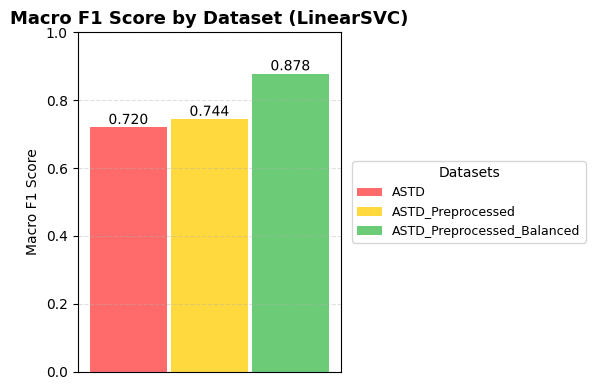 Macro F1 Score by Dataset (LinearSVC)
Macro F1 Score
1.0
0.8
0.6
0.4
0.2
0.0
0.720
0.744
0.878
Datasets
ASTD
ASTD_Preprocessed
ASTD_Preprocessed_Balanced